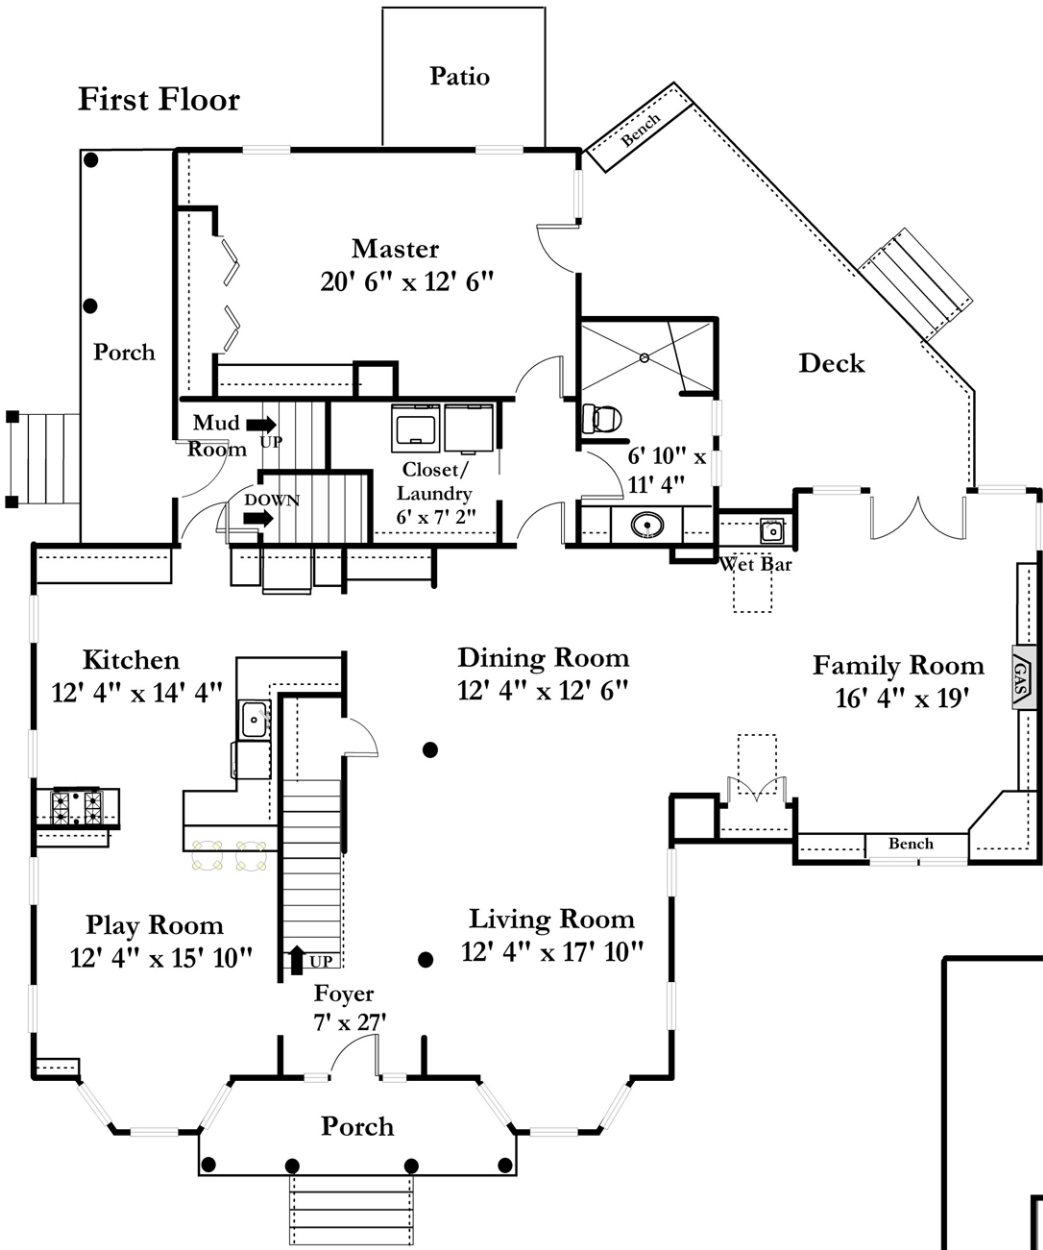 Patio
First Floor
Bench
Master
20' 6" x 12' 6"
Porch
Deck
Mud
Room
UP
Closet/
Laundry
6' x 7' 2"
6' 10" x
11' 4"
DOWN
Wet Bar
Kitchen
12' 4" x 14' 4"
Dining Room
12' 4" x 12' 6"
Family Room
16' 4" x 19'
GAS
Bench
Play Room
12' 4" x 15' 10"
Living Room
12' 4" x 17' 10"
UP
Foyer
7' x 27'
Porch